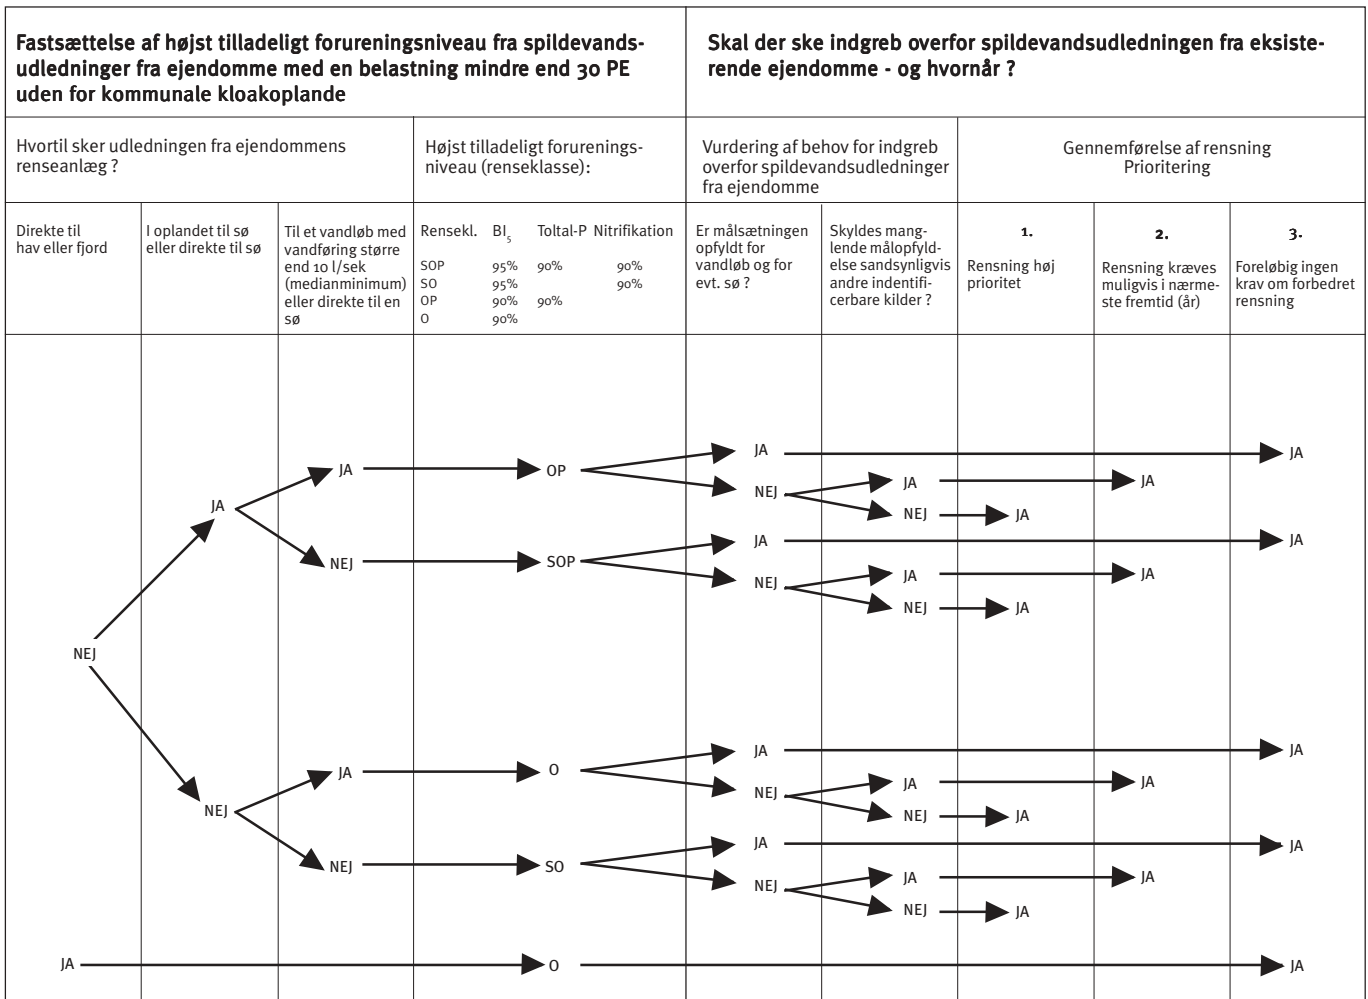 Fastsættelse af højst tilladeligt forureningsniveau fra spildevands-
udledninger fra ejendomme med en belastning mindre end 30 PE
uden for kommunale kloakoplande
Skal der ske indgreb overfor spildevandsudledningen fra eksiste-
rende ejendomme - og hvornår ?
Hvortil sker udledningen fra ejendommens
renseanlæg ?
Højst tilladeligt forurenings-
niveau (renseklasse):
Vurdering af behov for indgreb
overfor spildevandsudledninger
fra ejendomme
Gennemførelse af rensning
Prioritering
Direkte til
hav eller fjord
I oplandet til sø
eller direkte til sø
Til et vandløb med
vandføring større
end 10 l/sek
(medianminimum)
eller direkte til en
sø
Rensekl. BI5 Toltal-P Nitrifikation
SOP 95% 90% 90%
SO 95% 90%
OP 90% 90%
O 90%
Er målsætningen
opfyldt for
vandløb og for
evt. sø ?
Skyldes mang-
lende målopfyld-
else sandsynligvis
andre indentifi-
cerbare kilder ?
1.
Rensning høj
prioritet
2.
Rensning kræves
muligvis i nærme-
ste fremtid (år)
3.
Foreløbig ingen
krav om forbedret
rensning
JA JA
JA OP
NEJ JA JA
JA
NEJ JA
JA JA
NEJ SOP
NEJ JA JA
NEJ JA
NEJ
JA JA
JA O
NEJ JA JA
NEJ
NEJ JA
JA JA
NEJ SO
NEJ JA JA
NEJ JA
JA O JA